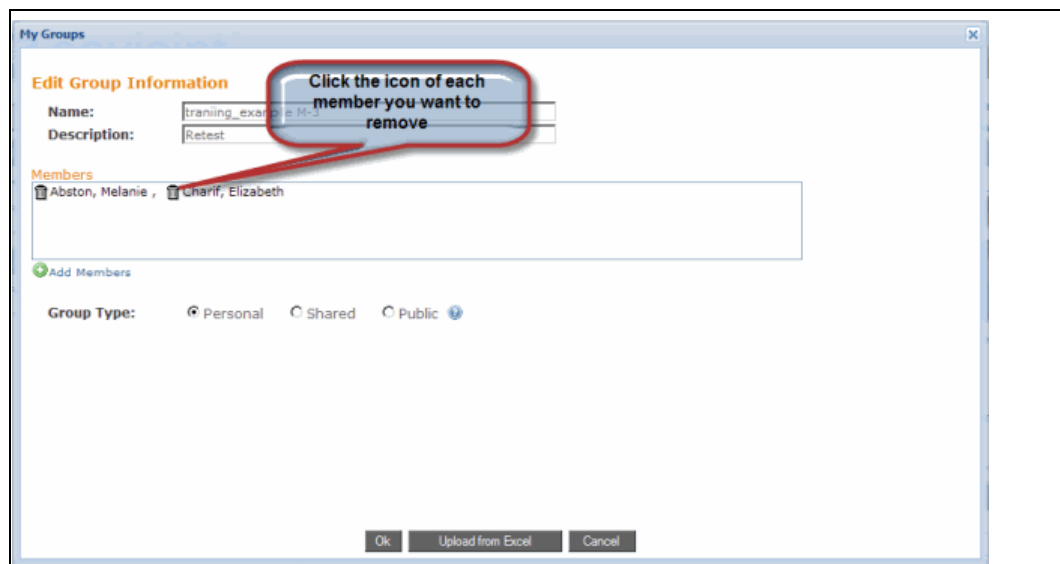 My Groups
Edit Group Information
Click the icon of each
member you want to
remove
Name: traniing_example M-3
Description: Retest
Members
Abston, Melanie , Charif, Elizabeth
Add Members
Group Type: Personal Shared Public
Ok Upload from Excel Cancel